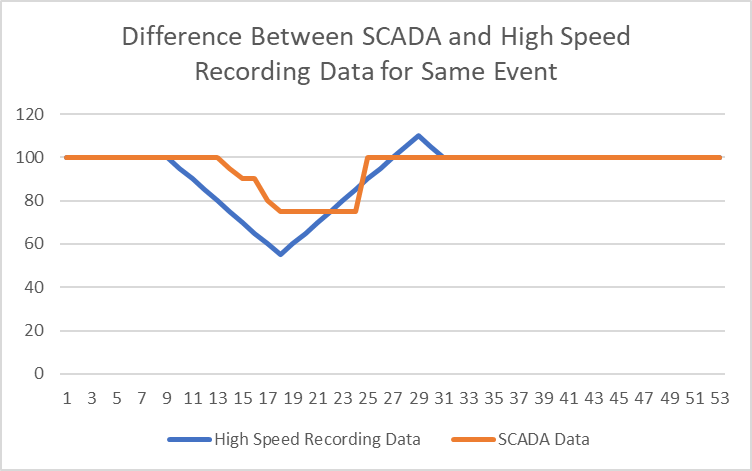 Difference Between SCADA and High Speed
Recording Data for Same Event
120
100
80
60
40
20
0
1 3 5 7 9 11 13 15 17 19 21 23 25 27 29 31 33 35 37 39 41 43 45 47 49 51 53
High Speed Recording Data SCADA Data